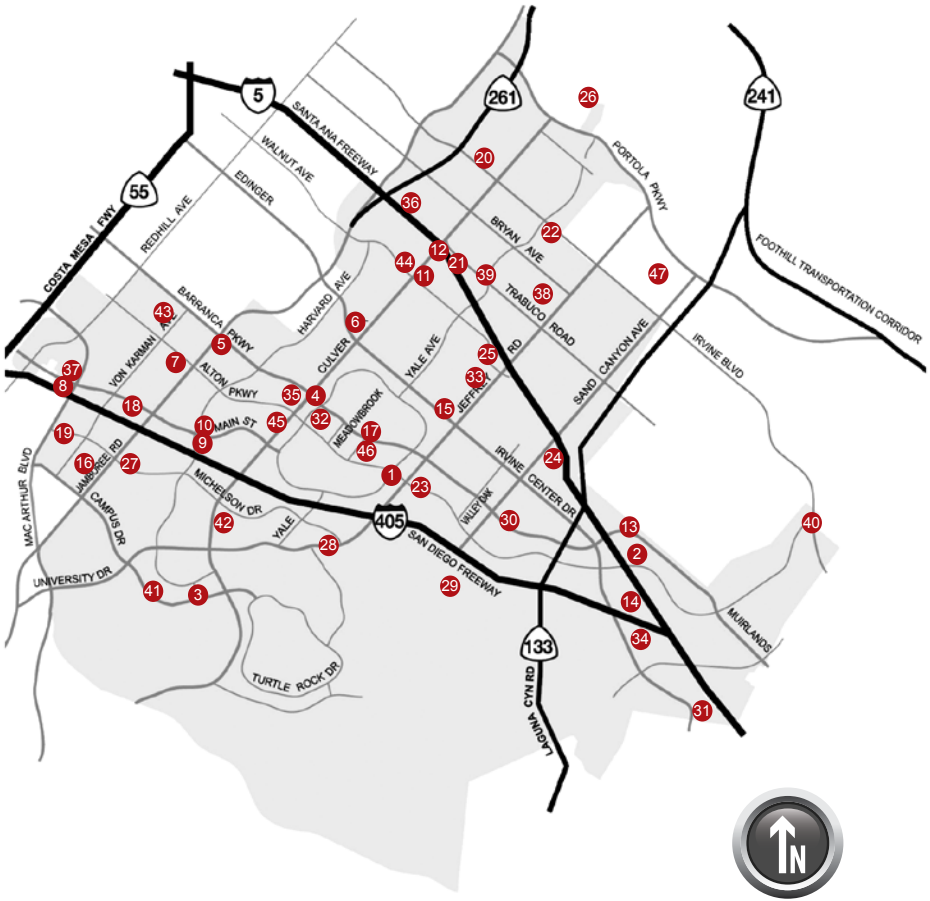 5
261
241
26
SANTA ANA FREEWAY
WALNUT AVE
20
PORTOLA PKWY
EDINGER
55
36
REDHILL AVE
COSTA MESA FWY
BRYAN AVE
22
12
44
21
11
39
47
FOOTHILL TRANSPORTATION CORRIDOR
38
TRABUCO ROAD
BARRANCA PKWY
HARVARD AVE
43
VON KARMAN AVE
6
5
CULVER
YALE AVE
SAND CANYON AVE
IRVINE BLVD
7
25
37
8
ALTON PKWY
33
JEFFREY RD
35
4
18
MEADOWBROOK
15
32
45
10
MAIN ST
9
19
17
46
16
JAMBOREE RD
27
1
23
IRVINE CENTER DR
24
MAC ARTHUR BLVD
CAMPUS DR
MICHELSON DR
VALLEY OAK
42
YALE
405
30
13
40
28
SAN DIEGO FREEWAY
2
UNIVERSITY DR
29
41
3
14
MUIRLANDS
34
133
TURTLE ROCK DR
LAGUNA CYN RD
31
N